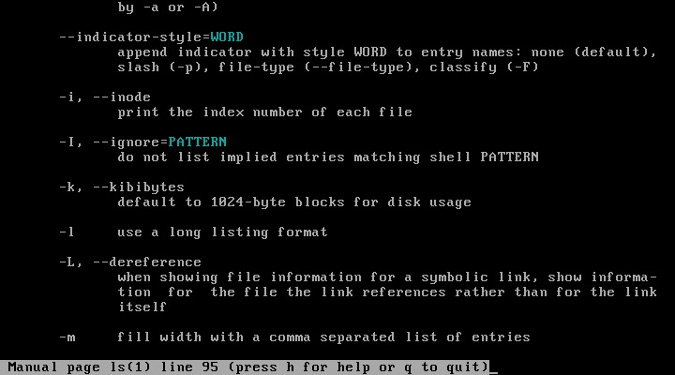 by -a or -A)
--indicator-style=WORD
append indicator with style WORD to entry names: none (default),
slash (-p), file-type (--file-type), classify (-F)
-i, --inode
print the index number of each file
-I, --ignore=PATTERN
do not list implied entries matching shell PATTERN
-k, --kibibytes
default to 1024-byte blocks for disk usage
-l use a long listing format
-L, --dereference
when showing file information for a symbolic link, show informa-
tion for the file the link references rather than for the link
itself
-m fill width with a comma separated list of entries
Manual page ls(1) line 95 (press h for help or q to quit)